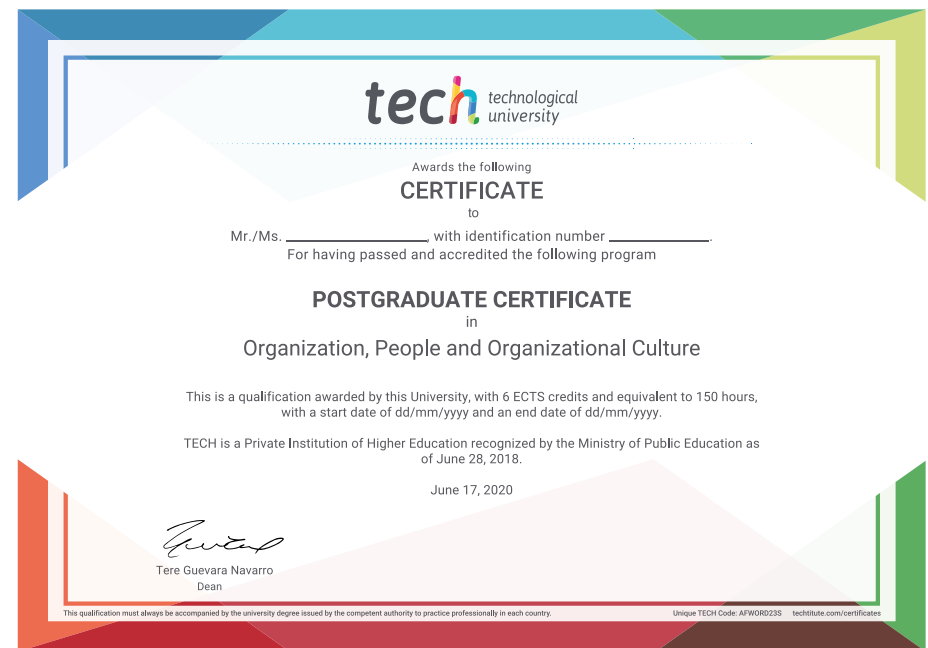 tech technological
university
Awards the following
CERTIFICATE
to
Mr./Ms. __________________, with identification number _____________.
For having passed and accredited the following program
POSTGRADUATE CERTIFICATE
in
Organization, People and Organizational Culture
This is a qualification awarded by this University, with 6 ECTS credits and equivalent to 150 hours,
with a start date of dd/mm/yyyy and an end date of dd/mm/yyyy.
TECH is a Private Institution of Higher Education recognized by the Ministry of Public Education as
of June 28, 2018.
June 17, 2020
Tere Guevara Navarro
Dean
This qualification must always be accompanied by the university degree issued by the competent authority to practice professionally in each country.
Unique TECH Code: AFWORD23S techtitute.com/certificates